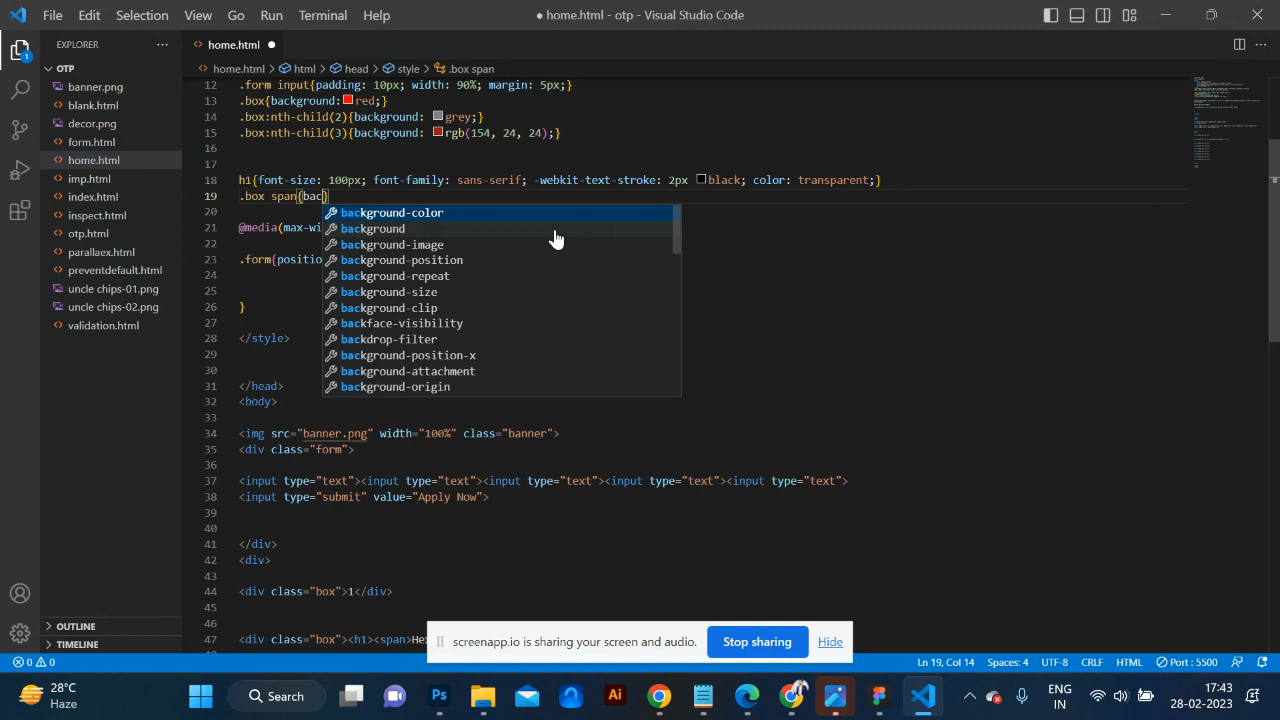 File Edit Selection View Go Run Terminal Help
● home.html - otp - Visual Studio Code
EXPLORER
home.html
1
OTP
home.html > html > head > style > .box span
banner.png
blank.html
decor.png
form.html
home.html
imp.html
index.html
inspect.html
otp.html
parallaex.html
preventdefault.html
uncle chips-01.png
uncle chips-02.png
validation.html
OUTLINE
TIMELINE
12 .form input{padding: 10px; width: 90%; margin: 5px;}
13 .box{background: red;}
14 .box:nth-child(2){background: grey;}
15 .box:nth-child(3){background: rgb(154, 24, 24);}
16
17
18 h1{font-size: 100px; font-family: sans-serif; -webkit-text-stroke: 2px black; color: transparent;}
19 .box span{bac}
20
21 @media(max-wi
22
23 .form{positio
24
25
26 }
27
28 </style>
29
30
31 </head>
32 <body>
33
34 <img src="banner.png" width="100%" class="banner">
35 <div class="form">
36
37 <input type="text"><input type="text"><input type="text"><input type="text"><input type="text">
38 <input type="submit" value="Apply Now">
39
40
41 </div>
42 <div>
43
44 <div class="box">1</div>
45
46
47 <div class="box"><h1><span>He
background-color
background
background-image
background-position
background-repeat
background-size
background-clip
backface-visibility
backdrop-filter
background-position-x
background-attachment
background-origin
screenapp.io is sharing your screen and audio.
Stop sharing
Hide
0 0
Ln 19, Col 14 Spaces: 4 UTF-8 CRLF HTML Port : 5500
28°C
Haze
Search
Ps
Ai
ENG
IN
17:43
28-02-2023